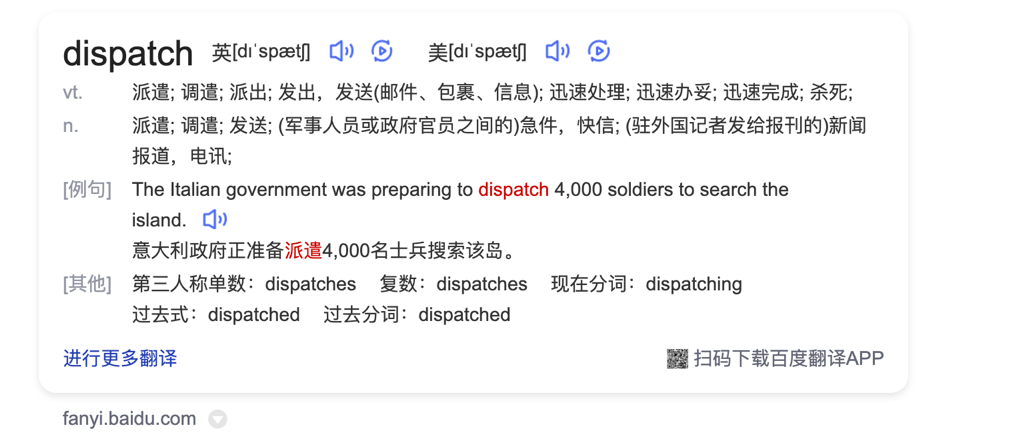 dispatch 英[dɪˈspætʃ] 美[dɪˈspætʃ]
vt. 派遣; 调遣; 派出; 发出，发送(邮件、包裹、信息); 迅速处理; 迅速办妥; 迅速完成; 杀死;
n. 派遣; 调遣; 发送; (军事人员或政府官员之间的)急件，快信; (驻外国记者发给报刊的)新闻
报道，电讯;
[例句] The Italian government was preparing to dispatch 4,000 soldiers to search the
island.
意大利政府正准备派遣4,000名士兵搜索该岛。
[其他] 第三人称单数：dispatches 复数：dispatches 现在分词：dispatching
过去式：dispatched 过去分词：dispatched
进行更多翻译 扫码下载百度翻译APP
fanyi.baidu.com